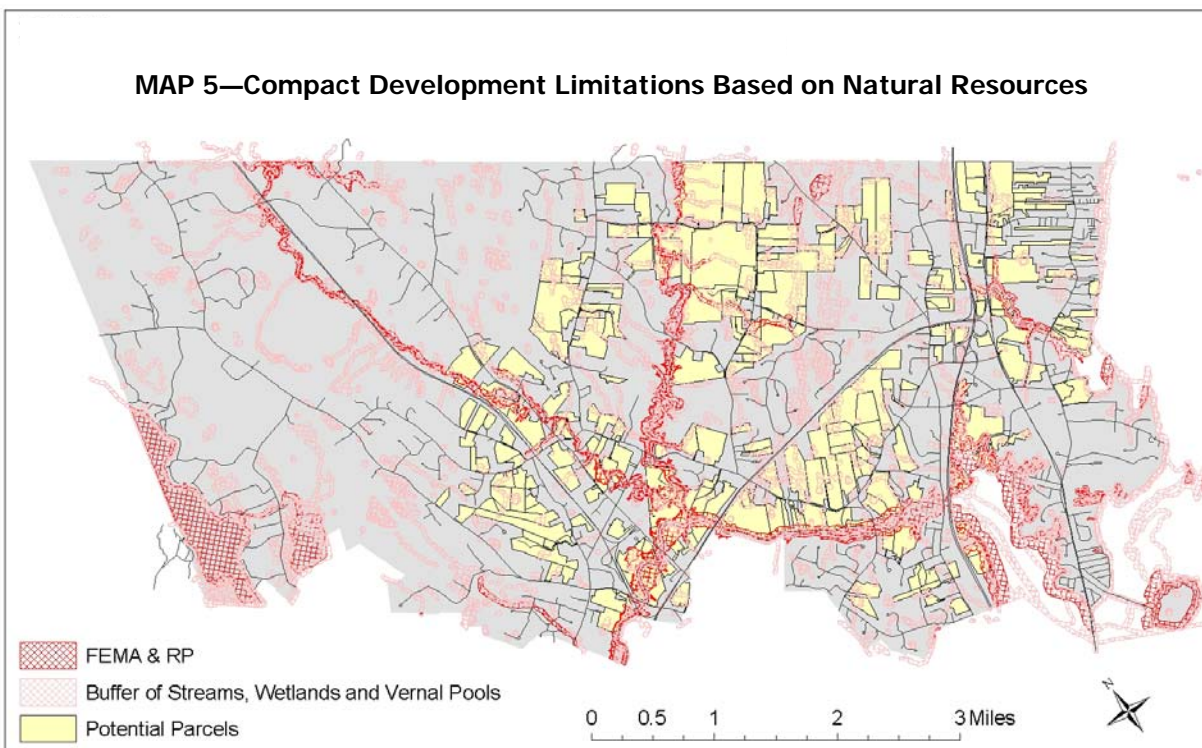 MAP 5—Compact Development Limitations Based on Natural Resources
FEMA & RP
Buffer of Streams, Wetlands and Vernal Pools
Potential Parcels
0 0.5 1 2 3 Miles
N